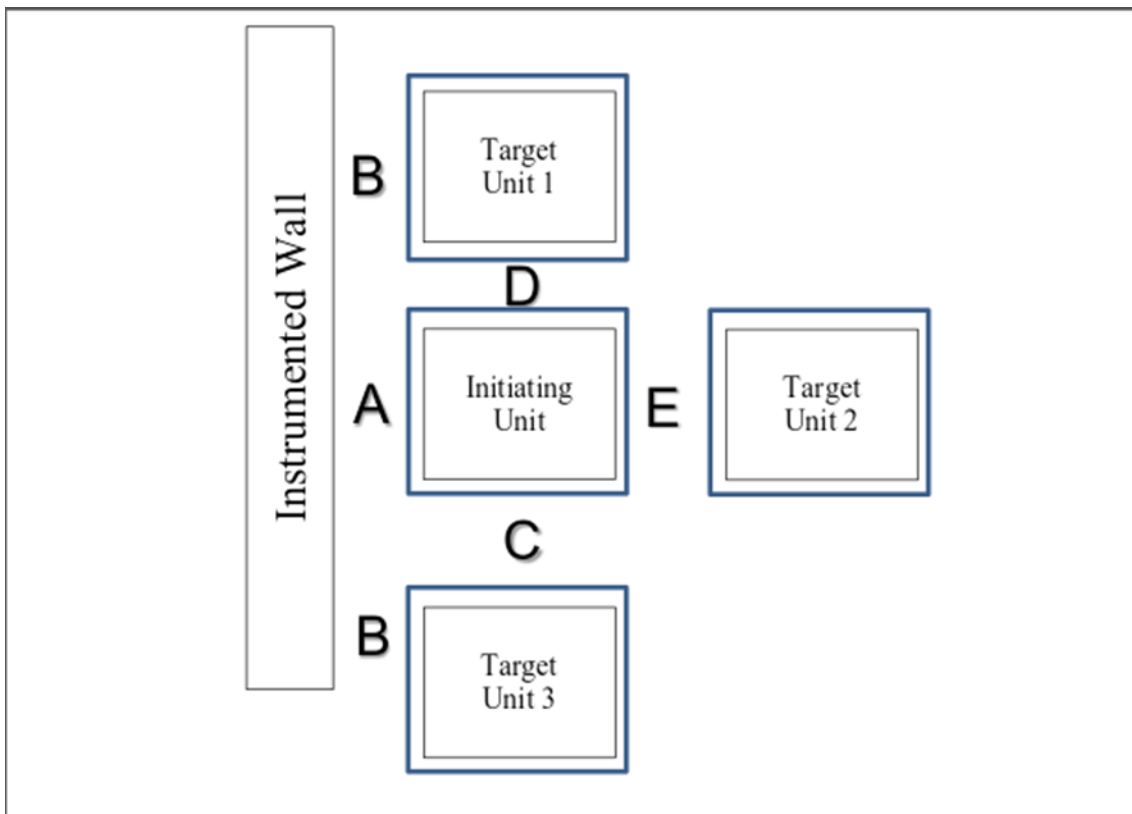 Instrumented Wall
B
Target
Unit 1
D
A
Initiating
Unit
E
Target
Unit 2
C
B
Target
Unit 3